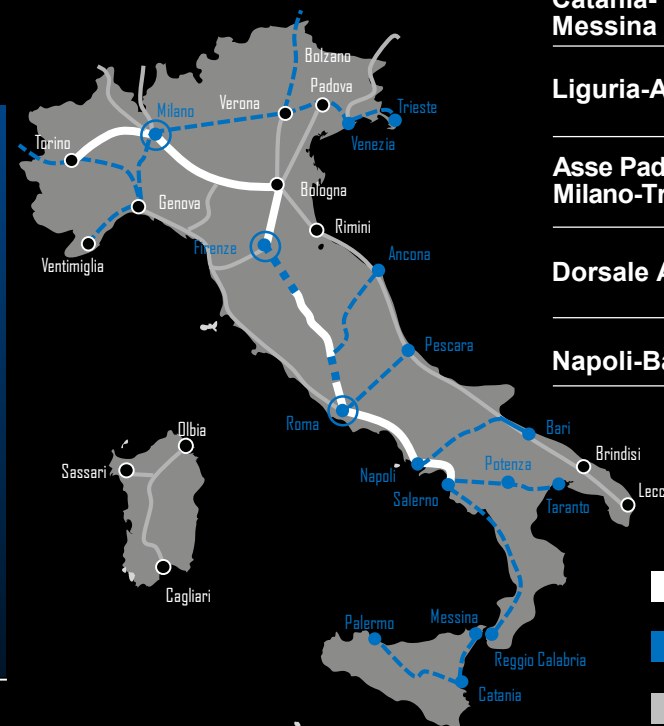 Catania-
Messina
Bolzano
Padova
Verona
Milano
Trieste
Torino
Venezia
Liguria-A
Bologna
Asse Pad
Milano-Tr
Genova
Rimini
Firenze
Ancona
Ventimiglia
Dorsale A
Pescara
Napoli-Ba
Roma
Olbia
Bari
Brindisi
Sassari
Napoli
Potenza
Salerno
Lecc
Taranto
Cagliari
Palermo
Messina
Reggio Calabria
Catania